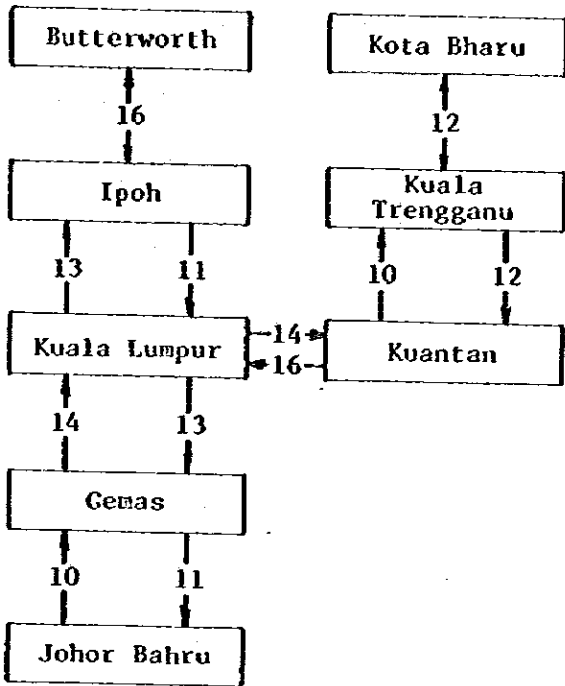 Butterworth
Kota Bharu
16
12
Ipoh
Kuala
Trengganu
13
11
10
12
Kuala Lumpur
14
16
Kuantan
14
13
Gemas
10
11
Johor Bahru